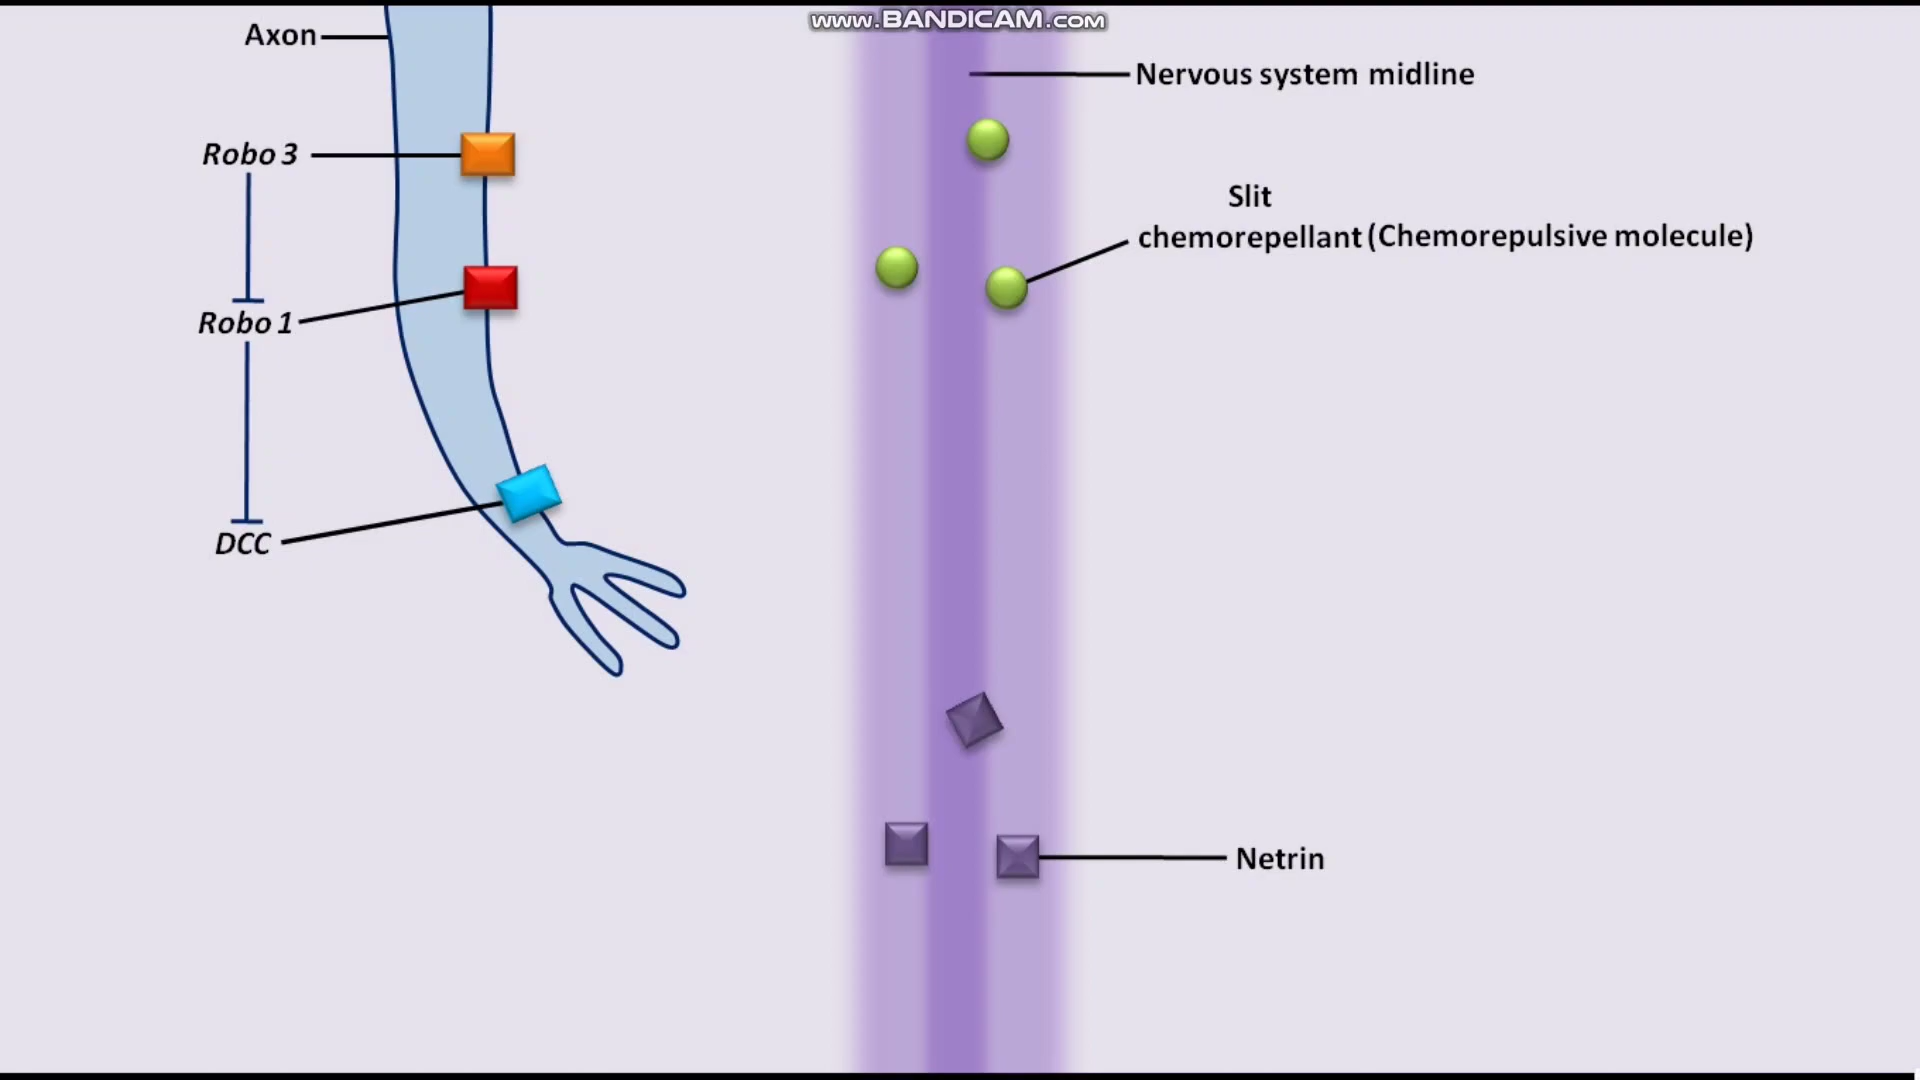 www.BANDICAM.com
Axon
Nervous system midline
Robo 3
Slit
chemorepellant (Chemorepulsive molecule)
Robo 1
DCC
Netrin